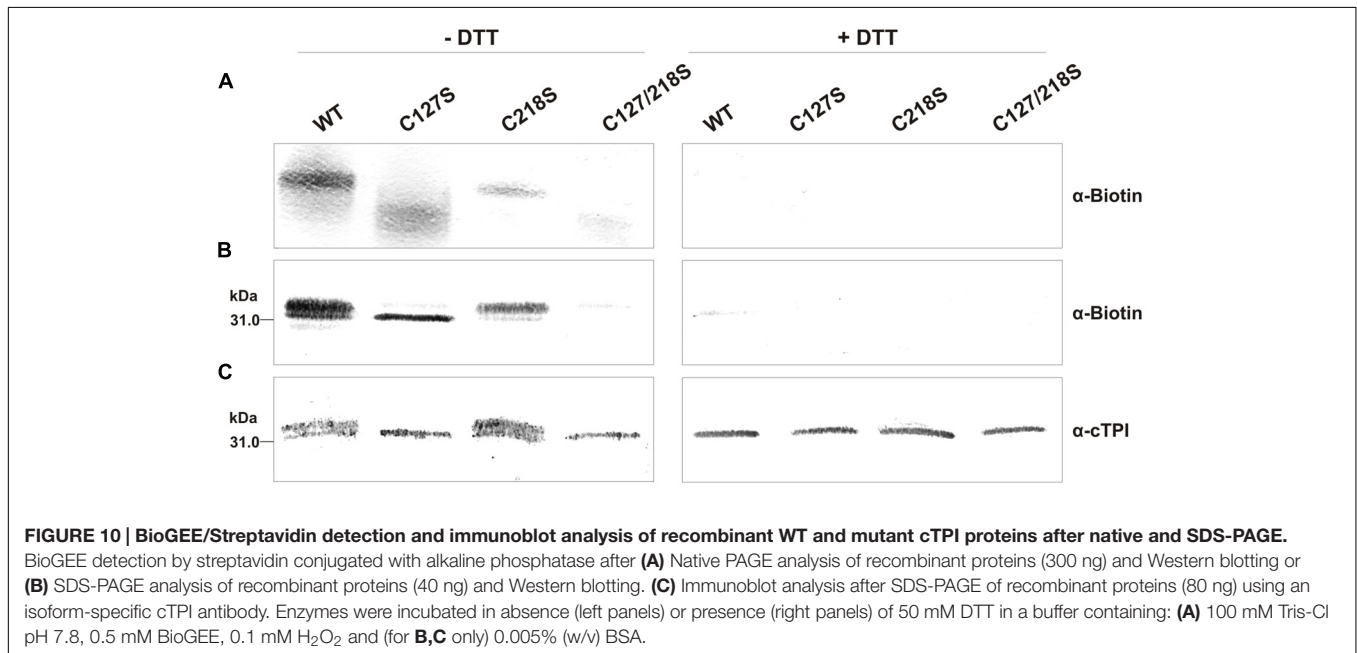 - DTT
+ DTT
A
WT C127S C218S C127/218S
WT C127S C218S C127/218S
α-Biotin
B
kDa
31.0
α-Biotin
C
kDa
31.0
α-cTPI
FIGURE 10 | BioGEE/Streptavidin detection and immunoblot analysis of recombinant WT and mutant cTPI proteins after native and SDS-PAGE.
BioGEE detection by streptavidin conjugated with alkaline phosphatase after (A) Native PAGE analysis of recombinant proteins (300 ng) and Western blotting or
(B) SDS-PAGE analysis of recombinant proteins (40 ng) and Western blotting. (C) Immunoblot analysis after SDS-PAGE of recombinant proteins (80 ng) using an
isoform-specific cTPI antibody. Enzymes were incubated in absence (left panels) or presence (right panels) of 50 mM DTT in a buffer containing: (A) 100 mM Tris-Cl
pH 7.8, 0.5 mM BioGEE, 0.1 mM H₂O₂ and (for B,C only) 0.005% (w/v) BSA.